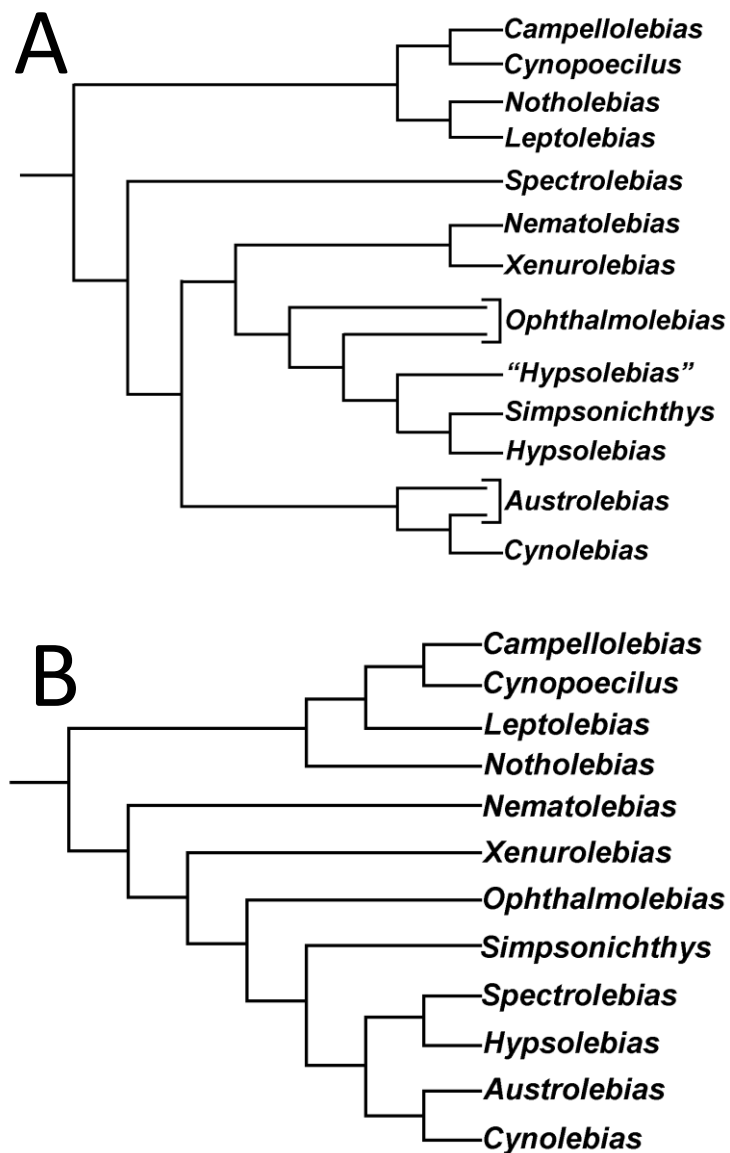 A
Campellolebias
Cynopoecilus
Notholebias
Leptolebias
Spectrolebias
Nematolebias
Xenurolebias
Ophthalmolebias
“Hypsolebias”
Simpsonichthys
Hypsolebias
Austrolebias
Cynolebias
B
Campellolebias
Cynopoecilus
Leptolebias
Notholebias
Nematolebias
Xenurolebias
Ophthalmolebias
Simpsonichthys
Spectrolebias
Hypsolebias
Austrolebias
Cynolebias